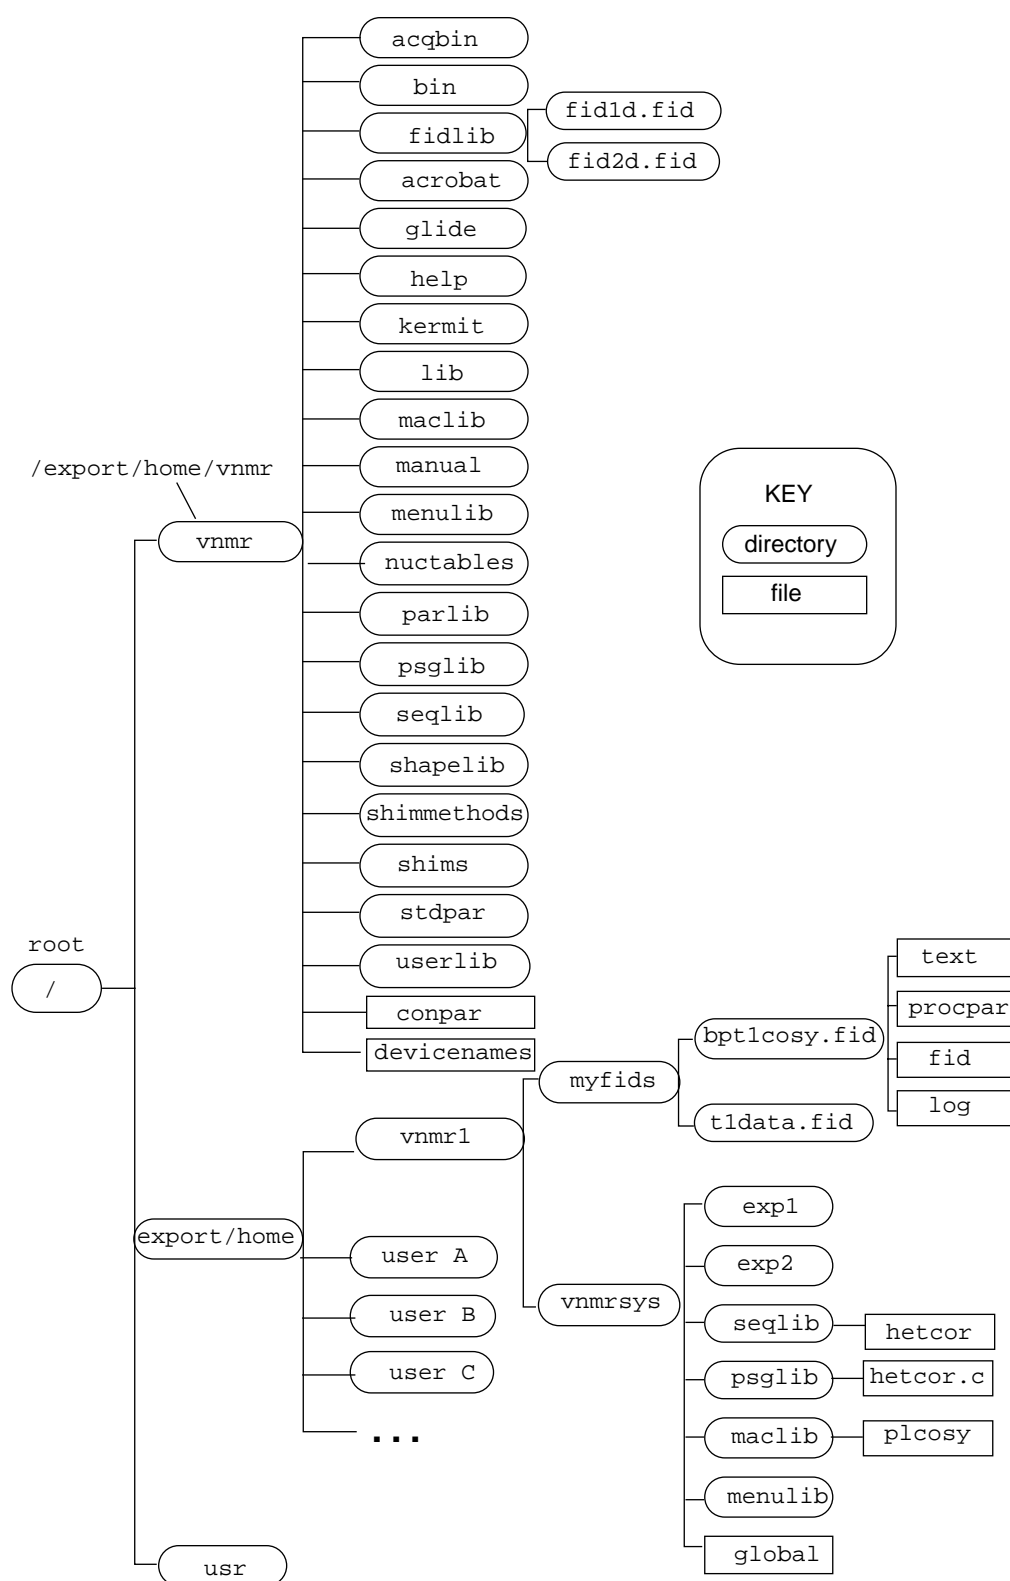 acqbin
bin
fidlib
fid1d.fid
fid2d.fid
acrobat
glide
help
kermit
lib
maclib
manual
menulib
nuctables
parlib
psglib
seqlib
shapelib
shimmethods
shims
stdpar
userlib
conpar
devicenames
/export/home/vnmr
vnmr
KEY
directory
file
root
/
export/home
vnmr1
user A
user B
user C
...
usr
myfids
bpt1cosy.fid
text
procpar
fid
log
t1data.fid
vnmrsys
exp1
exp2
seqlib
hetcor
psglib
hetcor.c
maclib
plcosy
menulib
global